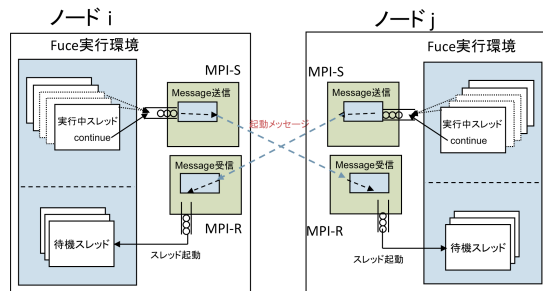 ノード i
Fuce実行環境
MPI-S
Message送信
実行中スレッド
continue
Message受信
MPI-R
待機スレッド
スレッド起動
起動メッセージ
ノード j
Fuce実行環境
MPI-S
Message送信
実行中スレッド
continue
Message受信
MPI-R
待機スレッド
スレッド起動